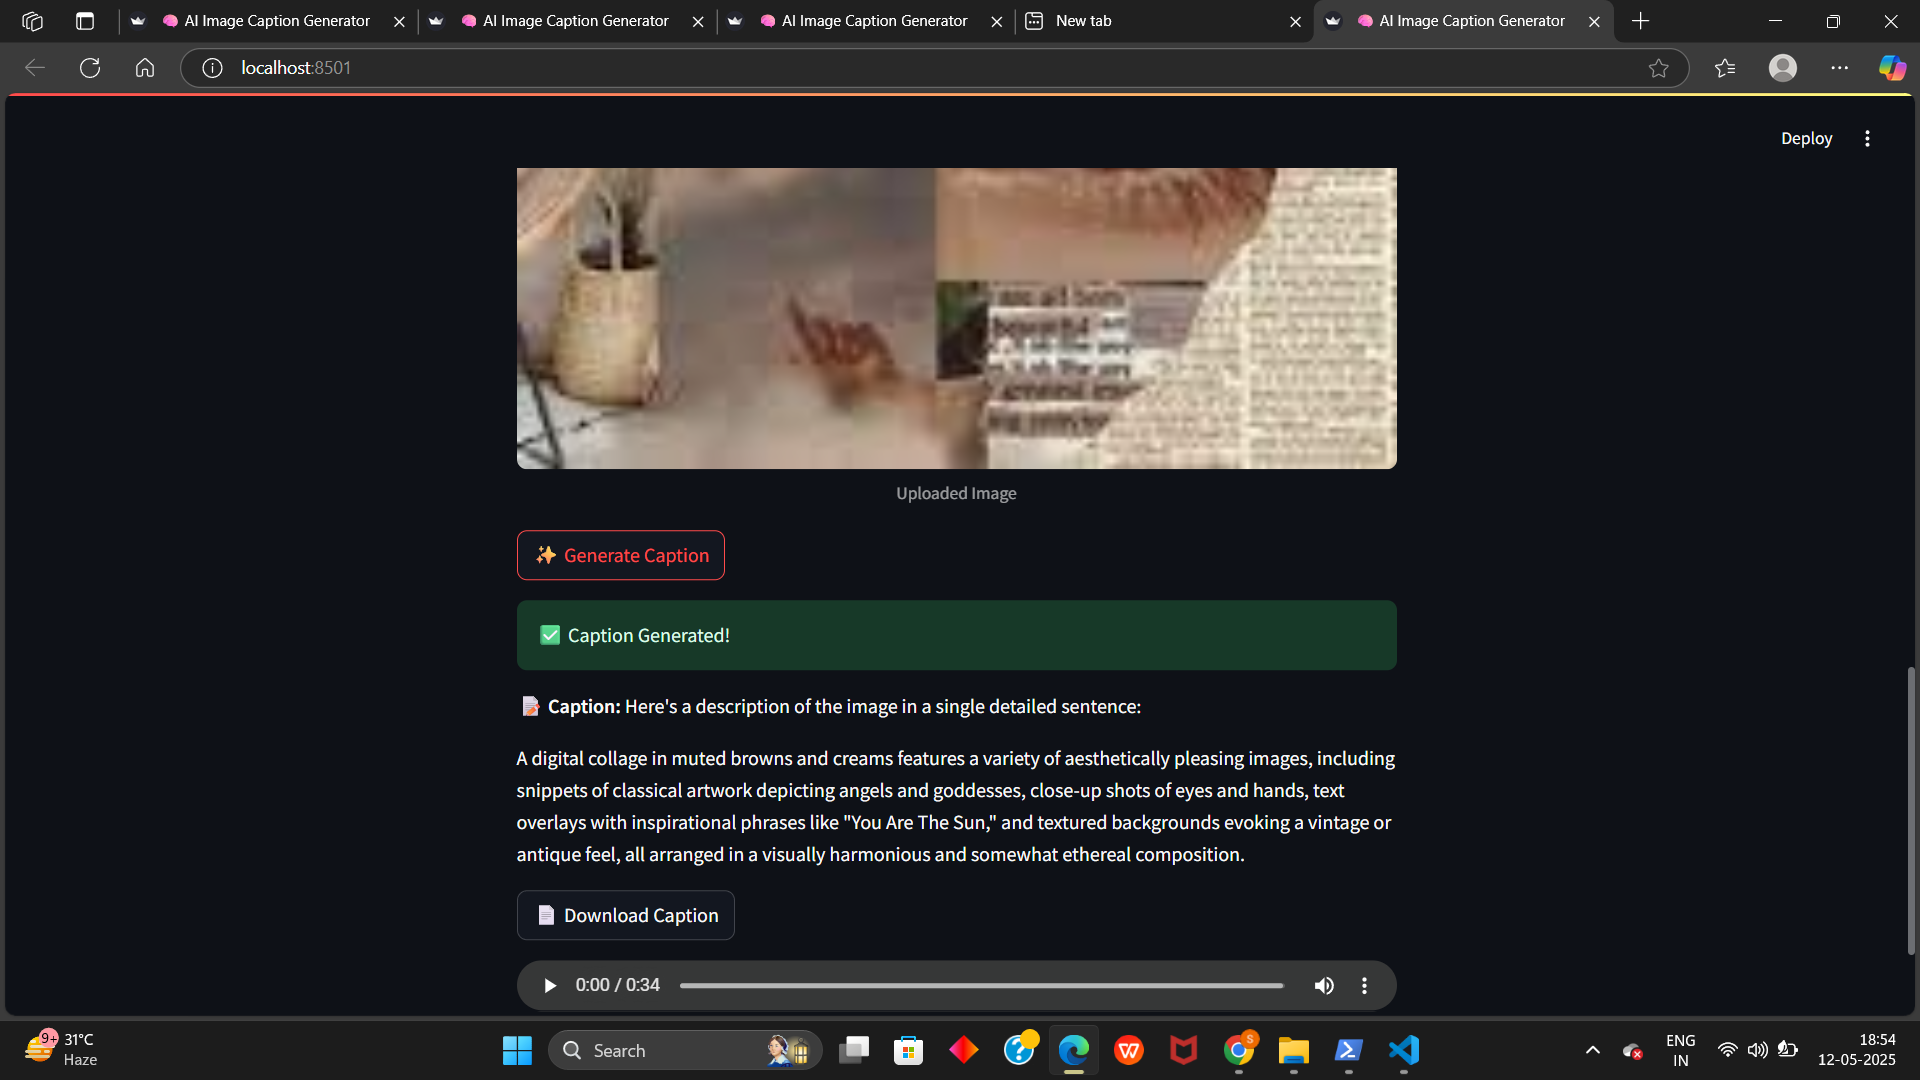 AI Image Caption Generator
AI Image Caption Generator
AI Image Caption Generator
New tab
AI Image Caption Generator
localhost:8501
Deploy
Uploaded Image
✨ Generate Caption
✅ Caption Generated!
📝 Caption: Here's a description of the image in a single detailed sentence:
A digital collage in muted browns and creams features a variety of aesthetically pleasing images, including
snippets of classical artwork depicting angels and goddesses, close-up shots of eyes and hands, text
overlays with inspirational phrases like "You Are The Sun," and textured backgrounds evoking a vintage or
antique feel, all arranged in a visually harmonious and somewhat ethereal composition.
📄 Download Caption
0:00 / 0:34
9+
31°C
Haze
Search
S
ENG
IN
18:54
12-05-2025